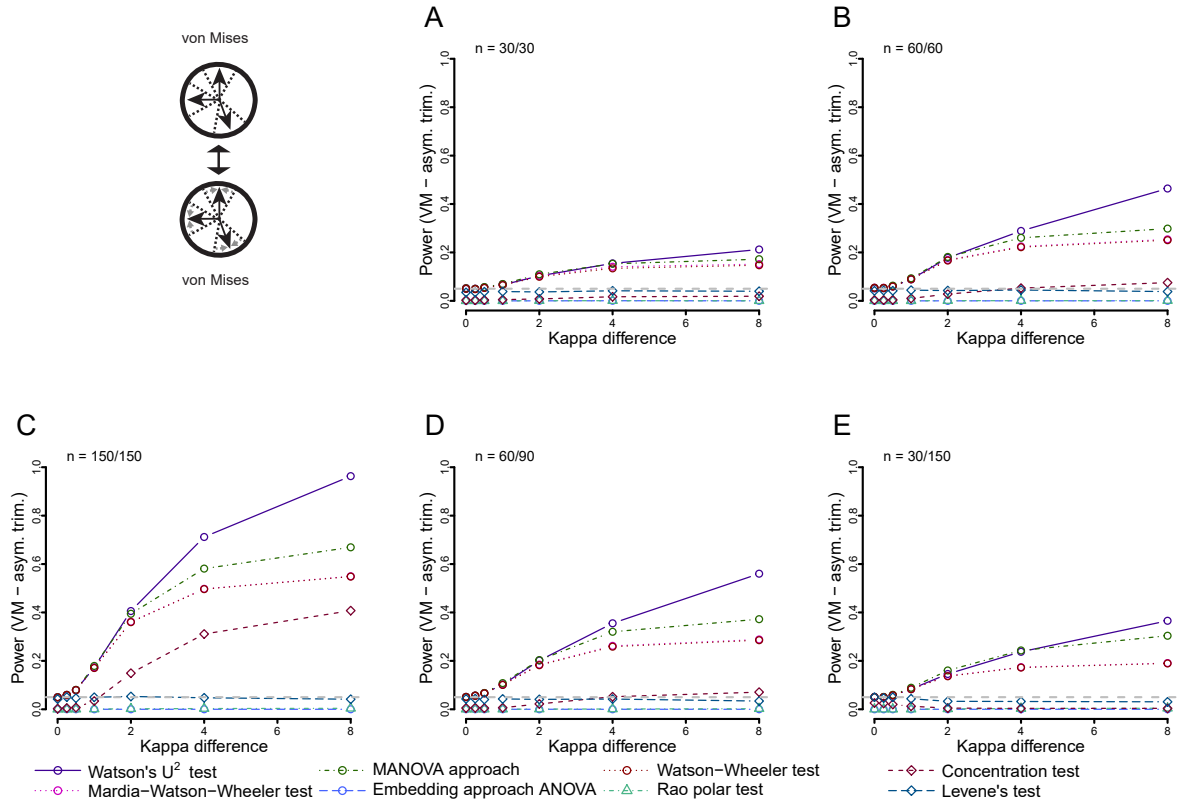 von Mises
von Mises
A
n = 30/30
Power (VM − asym. trim.)
0.0 0.2 0.4 0.6 0.8 1.0
0 2 4 6 8
Kappa difference
B
n = 60/60
Power (VM − asym. trim.)
0.0 0.2 0.4 0.6 0.8 1.0
0 2 4 6 8
Kappa difference
C
n = 150/150
Power (VM − asym. trim.)
0.0 0.2 0.4 0.6 0.8 1.0
0 2 4 6 8
Kappa difference
D
n = 60/90
Power (VM − asym. trim.)
0.0 0.2 0.4 0.6 0.8 1.0
0 2 4 6 8
Kappa difference
E
n = 30/150
Power (VM − asym. trim.)
0.0 0.2 0.4 0.6 0.8 1.0
0 2 4 6 8
Kappa difference
Watson's U² test
MANOVA approach
Watson−Wheeler test
Concentration test
Mardia−Watson−Wheeler test
Embedding approach ANOVA
Rao polar test
Levene's test